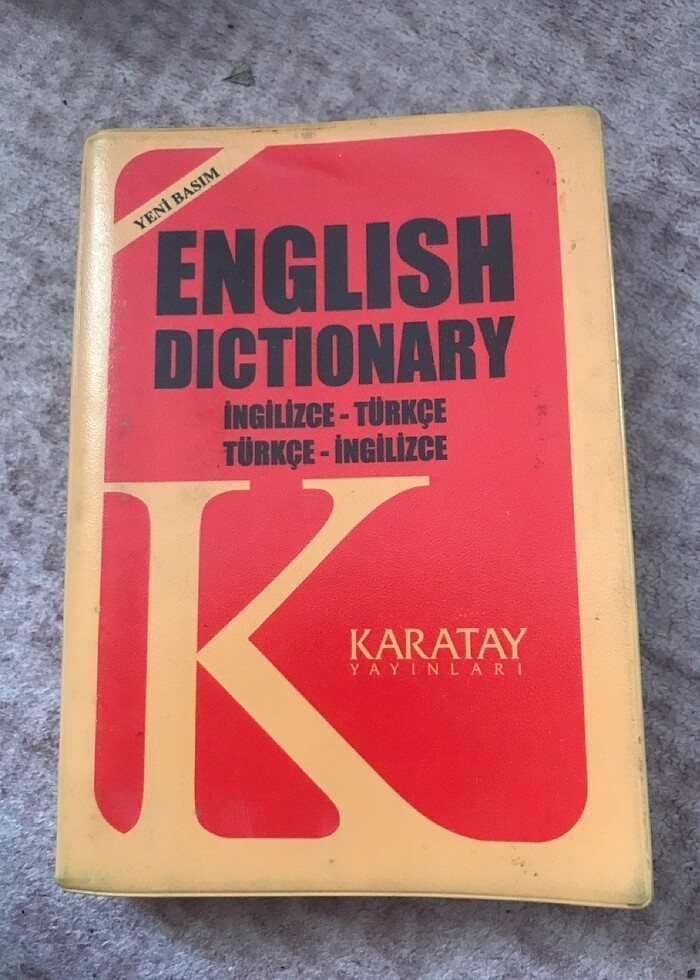 YENİ BASIM
ENGLISH
DICTIONARY
İNGİLİZCE - TÜRKÇE
TÜRKÇE - İNGİLİZCE
K
KARATAY
YAYINLARI